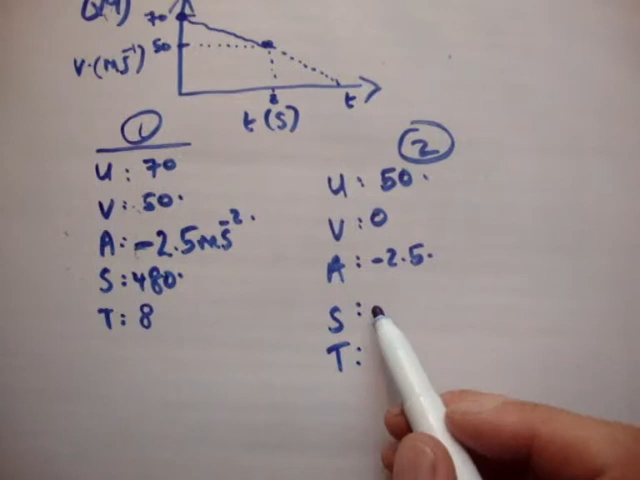 70
50
V·(ms⁻¹)
8
t
t(s)
1
2
U: 70
V: 50·
A: -2.5ms⁻²·
S: 480·
T: 8
U: 50·
V: 0
A: -2.5·
S:
T: